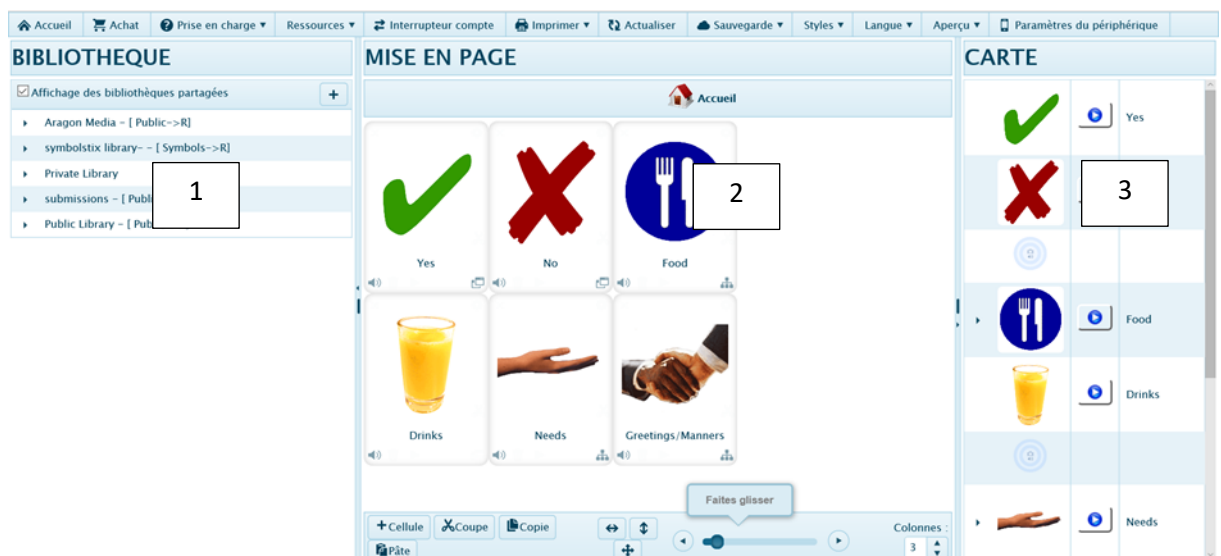 Accueil Achat Prise en charge ▾ Ressources ▾ Interrupteur compte Imprimer ▾ Actualiser Sauvegarde ▾ Styles ▾ Langue ▾ Aperçu ▾ Paramètres du périphérique
BIBLIOTHEQUE
Affichage des bibliothèques partagées +
Aragon Media – [ Public->R]
symbolstix library- – [ Symbols->R]
Private Library
submissions – [ Publi
Public Library – [ Pub
1
MISE EN PAGE
Accueil
Yes No Food
2
Drinks Needs Greetings/Manners
Faites glisser
+Cellule Coupe Copie
Pâte
Colonnes :
3
CARTE
Yes
3
Food
Drinks
Needs